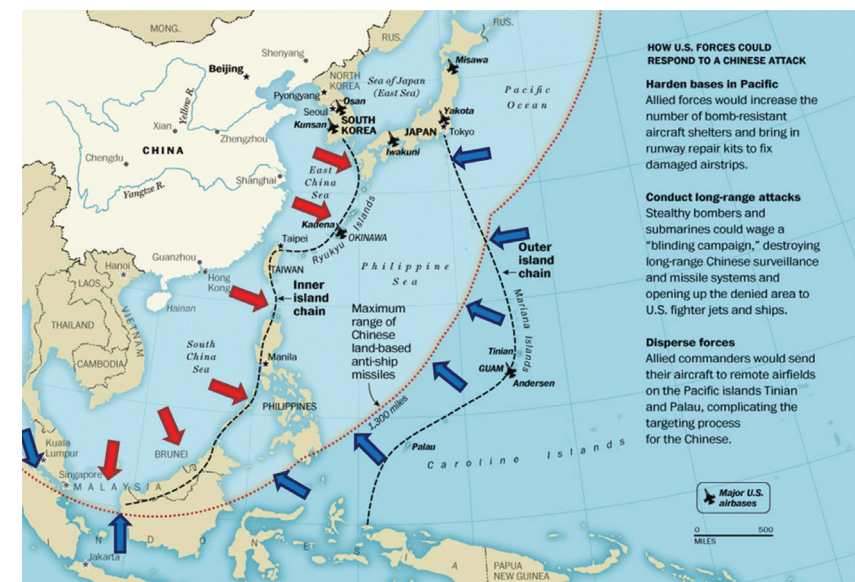 MONG.
RUS.
RUS.
Shenyang
Beijing
Yellow R.
NORTH
KOREA
Sea of Japan
(East Sea)
Misawa
Pacific
Ocean
Pyongyang
Osan
Seoul
Kunsan
SOUTH
KOREA
JAPAN
Yakota
Tokyo
Iwakuni
Xian
Zhengzhou
CHINA
Chengdu
Yangtze R.
Shanghai
East
China
Sea
Kadena
OKINAWA
Ryukyu Islands
Taipei
TAIWAN
Philippine
Sea
Outer
island
chain
Guanzhou
Hong
Kong
Hanoi
LAOS
Hainan
Inner
island
chain
THAILAND
VIETNAM
CAMBODIA
South
China
Sea
Manila
PHILIPPINES
Maximum
range of
Chinese
land-based
anti-ship
missiles
1,300 miles
Mariana Islands
Tinian
GUAM
Andersen
Palau
Caroline Islands
Kuala
Lumpur
Singapore
MALAYSIA
BRUNEI
INDONESIA
Jakarta
PAPUA
NEW GUINEA
HOW U.S. FORCES COULD
RESPOND TO A CHINESE ATTACK
Harden bases in Pacific
Allied forces would increase the
number of bomb-resistant
aircraft shelters and bring in
runway repair kits to fix
damaged airstrips.
Conduct long-range attacks
Stealthy bombers and
submarines could wage a
"blinding campaign," destroying
long-range Chinese surveillance
and missile systems and
opening up the denied area to
U.S. fighter jets and ships.
Disperse forces
Allied commanders would send
their aircraft to remote airfields
on the Pacific islands Tinian
and Palau, complicating the
targeting process
for the Chinese.
Major U.S.
airbases
0 500
MILES